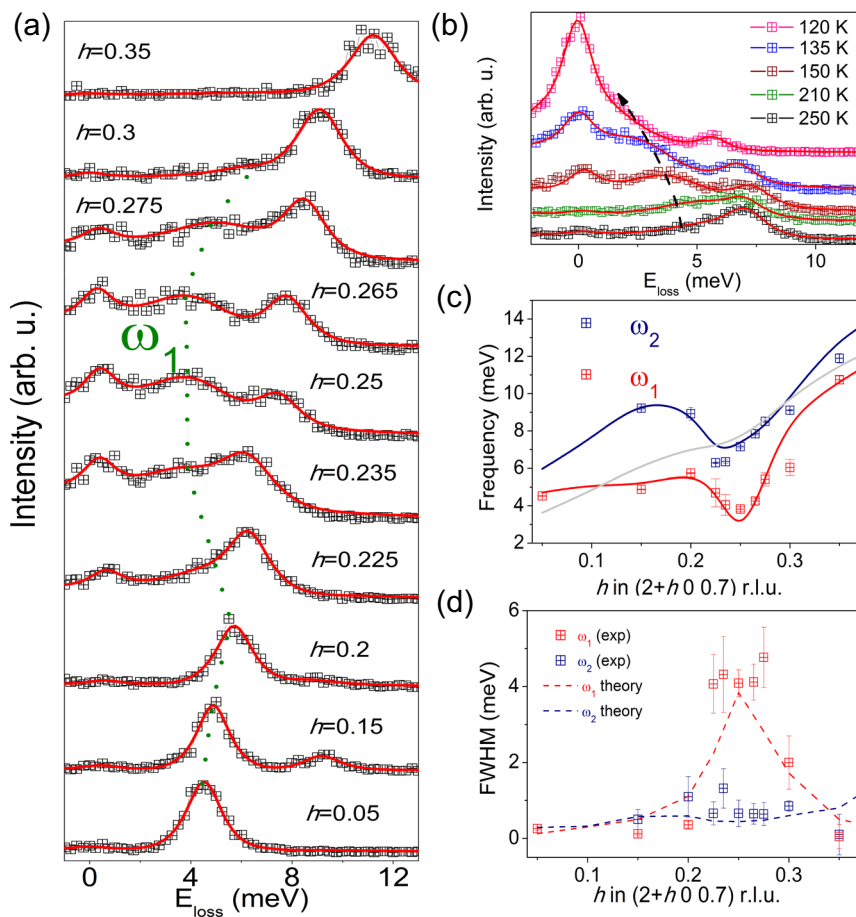 (a)
h=0.35
h=0.3
h=0.275
h=0.265
ω1
h=0.25
h=0.235
h=0.225
h=0.2
h=0.15
h=0.05
Intensity (arb. u.)
0 4 8 12
Eloss (meV)
(b)
120 K
135 K
150 K
210 K
250 K
Intensity (arb. u.)
0 5 10
Eloss (meV)
(c)
ω2
ω1
Frequency (meV)
14
12
10
8
6
4
2
0.1 0.2 0.3
h in (2+h 0 0.7) r.l.u.
(d)
ω1 (exp)
ω2 (exp)
ω1 theory
ω2 theory
FWHM (meV)
6
4
2
0
0.1 0.2 0.3
h in (2+h 0 0.7) r.l.u.